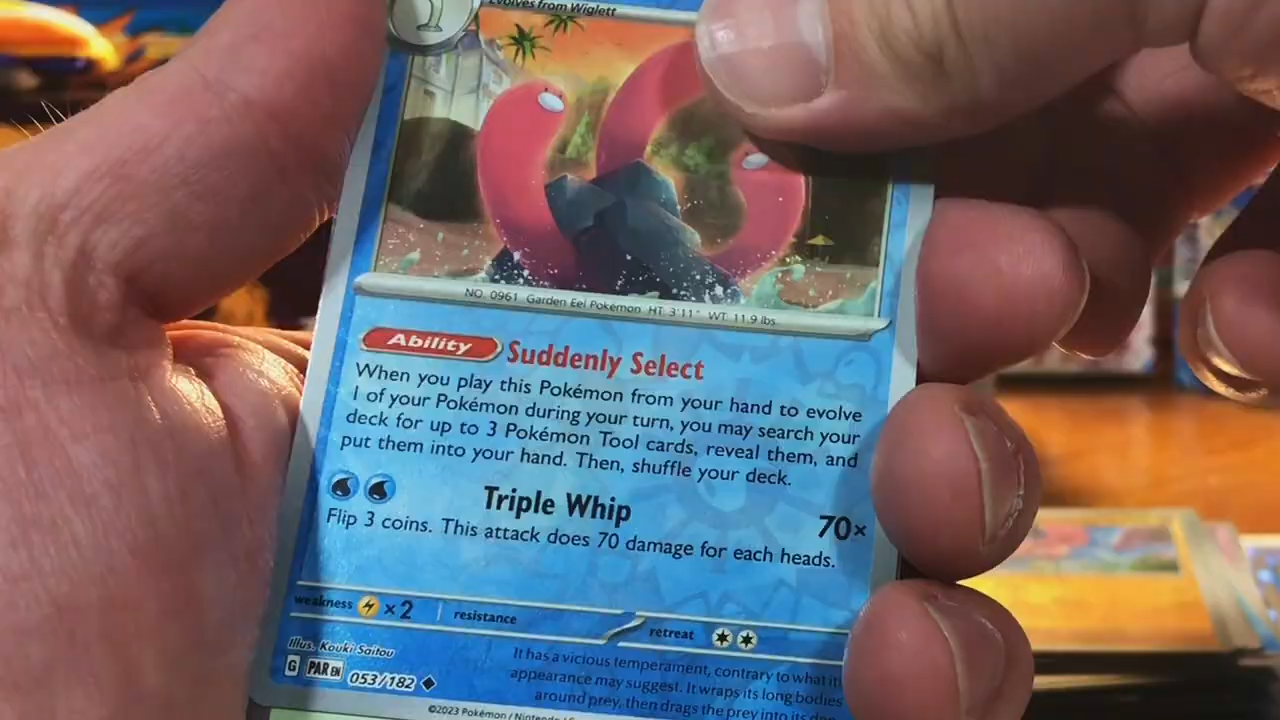 Evolves from Wiglett
NO. 0961 Garden Eel Pokémon HT: 3'11" WT: 11.9 lbs.
Ability Suddenly Select
When you play this Pokémon from your hand to evolve
1 of your Pokémon during your turn, you may search your
deck for up to 3 Pokémon Tool cards, reveal them, and
put them into your hand. Then, shuffle your deck.
Triple Whip 70×
Flip 3 coins. This attack does 70 damage for each heads.
weakness ×2 resistance retreat
Illus. Kouki Saitou
G PAR EN 053/182
It has a vicious temperament, contrary to what it
appearance may suggest. It wraps its long bodies
around prey, then drags the prey into its
©2023 Pokémon / Nintendo